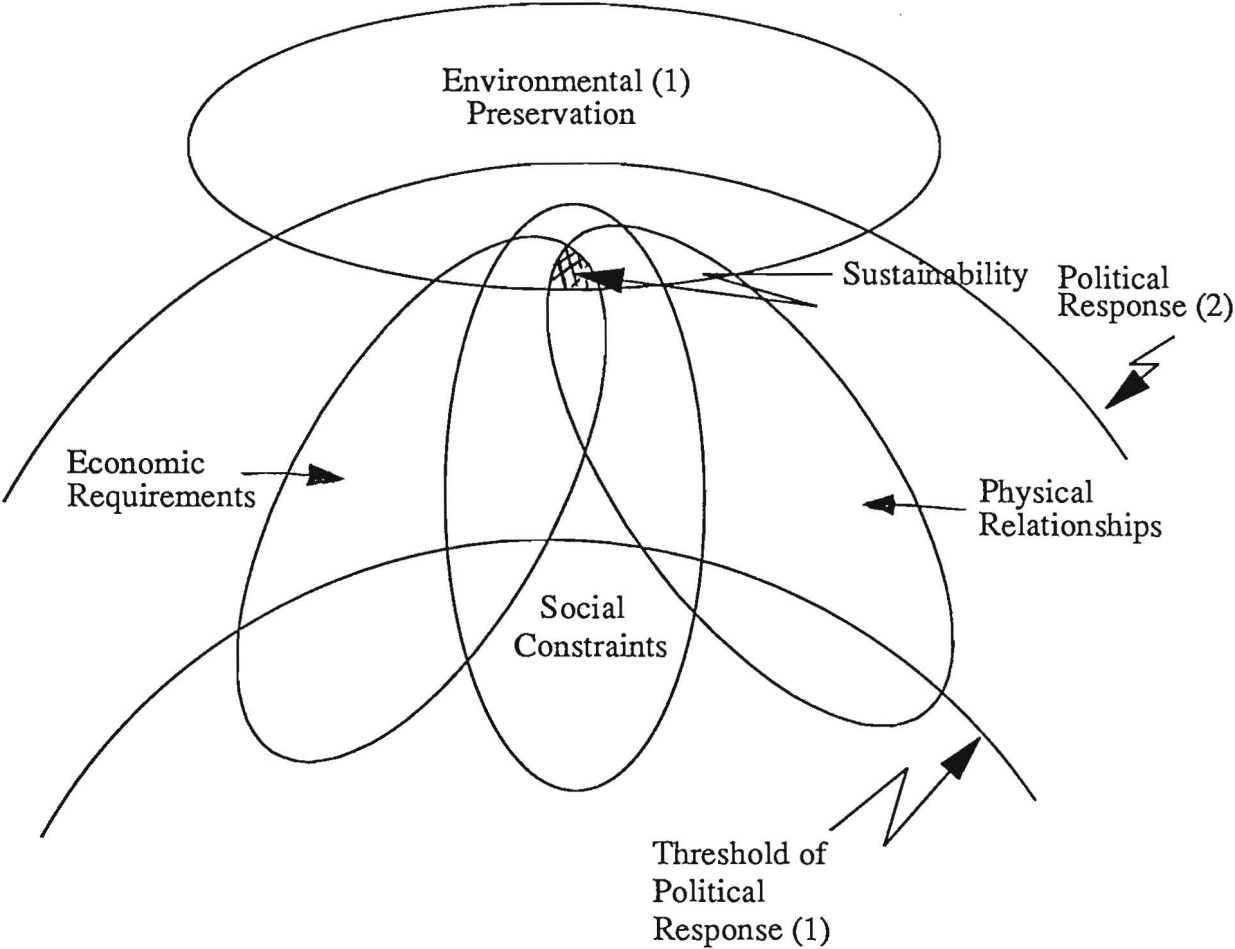 Environmental (1)
Preservation
Sustainability
Political
Response (2)
Economic
Requirements
Physical
Relationships
Social
Constraints
Threshold of
Political
Response (1)